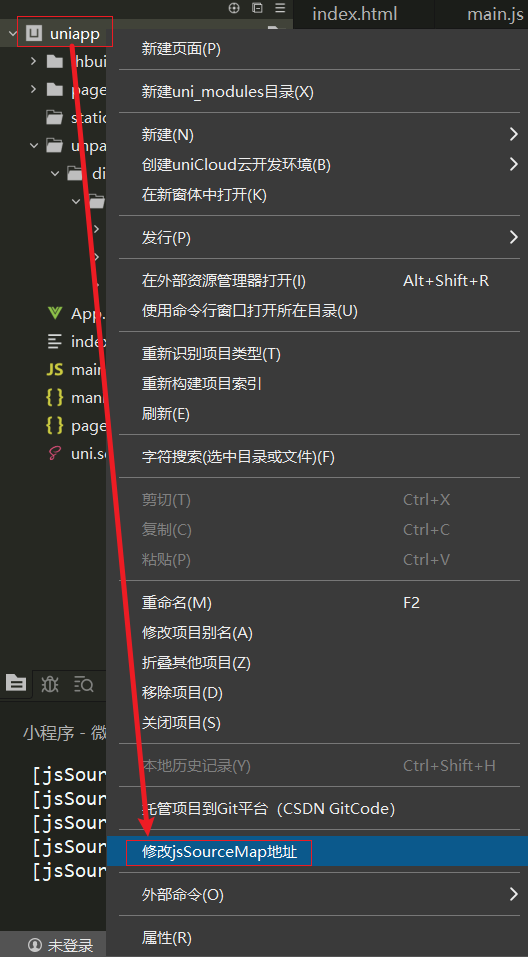 index.html
main.js
uniapp
新建页面(P)
hbui
page
新建uni_modules目录(X)
static
unpa
新建(N)
创建uniCloud云开发环境(B)
di
在新窗体中打开(K)
发行(P)
在外部资源管理器打开(I) Alt+Shift+R
使用命令行窗口打开所在目录(U)
App.
index
重新识别项目类型(T)
JS main
重新构建项目索引
{ } mani
刷新(E)
{ } page
uni.sc
字符搜索(选中目录或文件)(F)
剪切(T) Ctrl+X
复制(C) Ctrl+C
粘贴(P) Ctrl+V
重命名(M) F2
修改项目别名(A)
折叠其他项目(Z)
移除项目(D)
关闭项目(S)
小程序 - 微
本地历史记录(Y) Ctrl+Shift+H
[jsSour
[jsSour
托管项目到Git平台（CSDN GitCode）
[jsSour
[jsSour
修改jsSourceMap地址
[jsSour
外部命令(O)
属性(R)
未登录